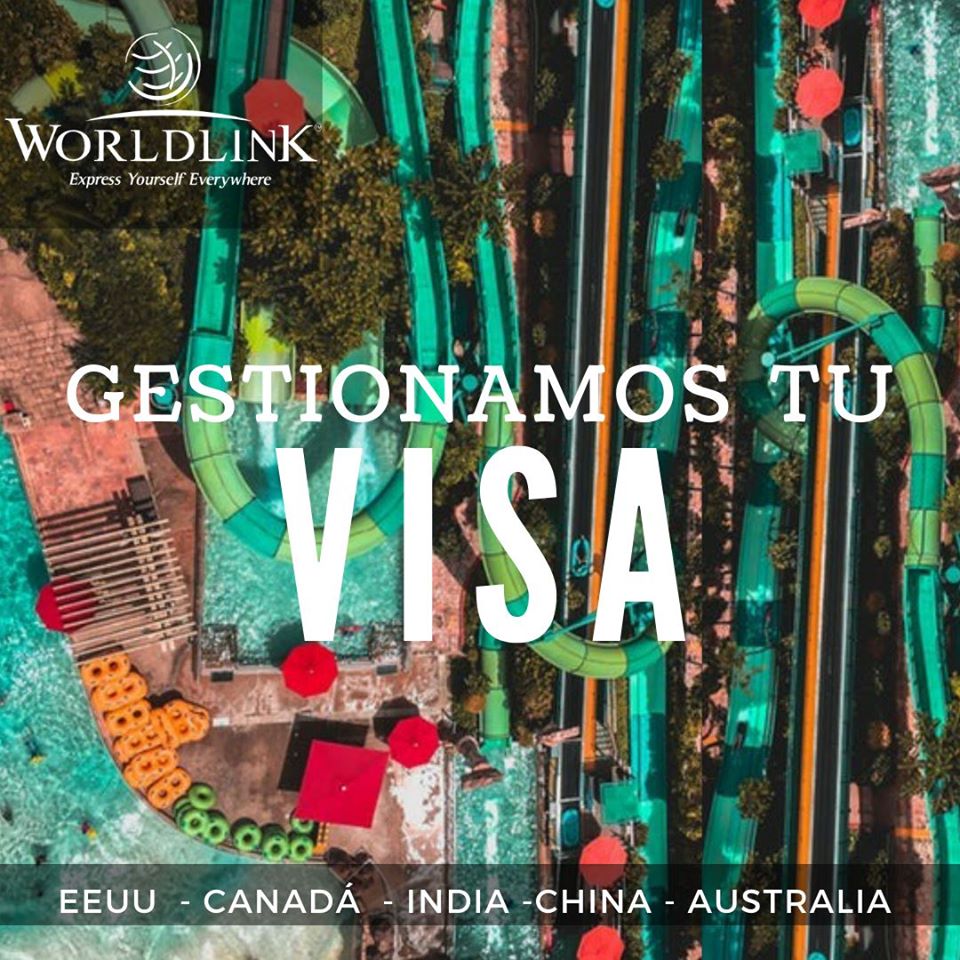 WORLDLINK
Express Yourself Everywhere
GESTIONAMOS TU
VISA
EEUU - CANADÁ - INDIA -CHINA - AUSTRALIA